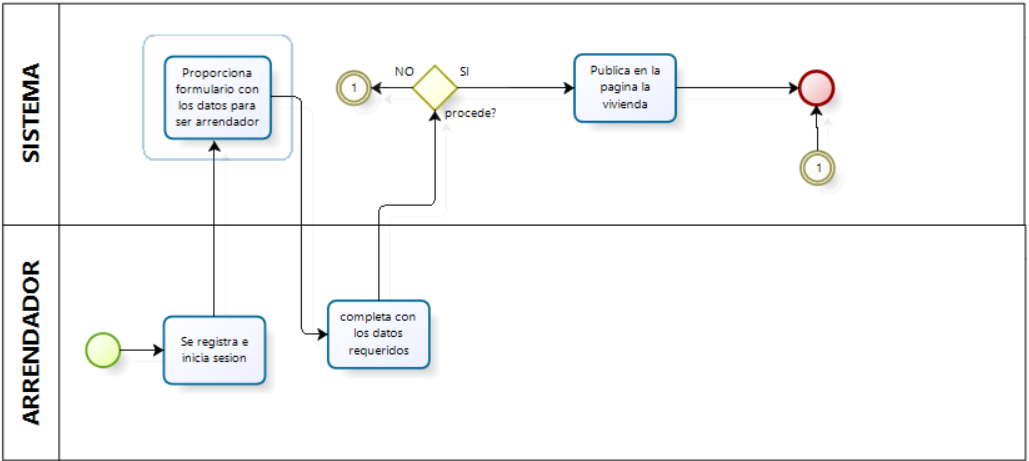 SISTEMA
Proporciona
formulario con
los datos para
ser arrendador
1
NO
SI
procede?
Publica en la
pagina la
vivienda
1
ARRENDADOR
Se registra e
inicia sesion
completa con
los datos
requeridos